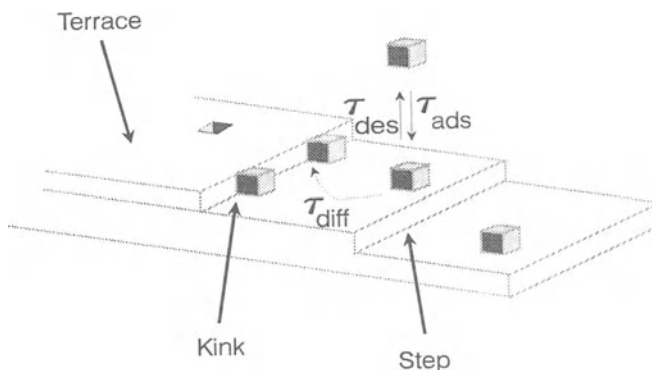 Terrace
τdes
τads
τdiff
Kink
Step